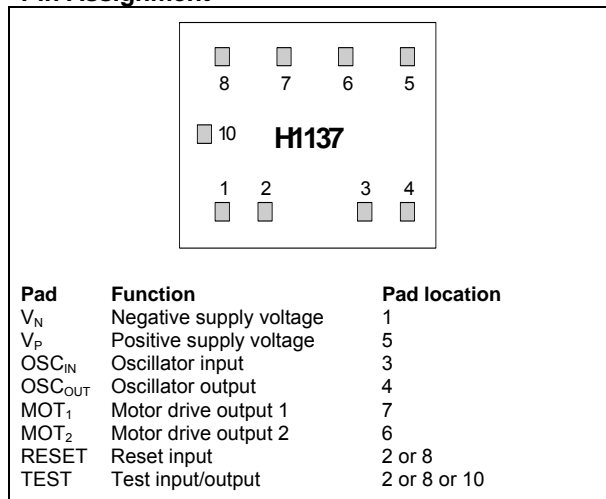 8 7 6 5
10 H1137
1 2 3 4
Pad Function Pad location
VN Negative supply voltage 1
VP Positive supply voltage 5
OSCIN Oscillator input 3
OSCOUT Oscillator output 4
MOT1 Motor drive output 1 7
MOT2 Motor drive output 2 6
RESET Reset input 2 or 8
TEST Test input/output 2 or 8 or 10